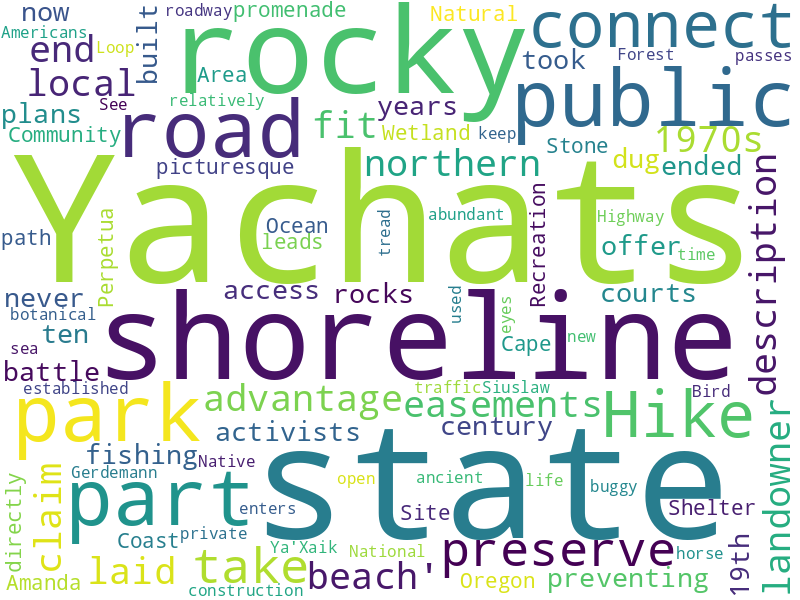 now
roadway
promenade
Natural
connect
Americans
end
Loop
built
rocky
took
Forest
passes
local
Area
public
plans
See
relatively
years
road
fit
Wetland
keep
Stone
1970s
Community
picturesque
northern
dug
ended
Yachats
path
Perpetua
Ocean
leads
tread
abundant
Recreation
Highway
offer
time
description
never
access
rocks
used
eyes
courts
botanical
ten
shoreline
Cape
new
sea
battle
established
park
advantage
traffic
Siuslaw
easements
Bird
Hike
landowner
activists
century
fishing
Gerdemann
Native
state
open
ancient
life
buggy
directly
claim
part
enters
Site
Shelter
Coast
private
Ya'Xaik
National
preserve
horse
19th
Amanda
laid
take
construction
beach'
Oregon
preventing